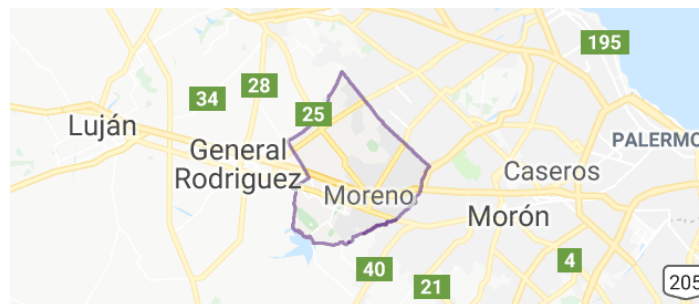 195
28
34
25
Luján
General
Rodriguez
PALERMO
Caseros
Moreno
Morón
4
40
21
205